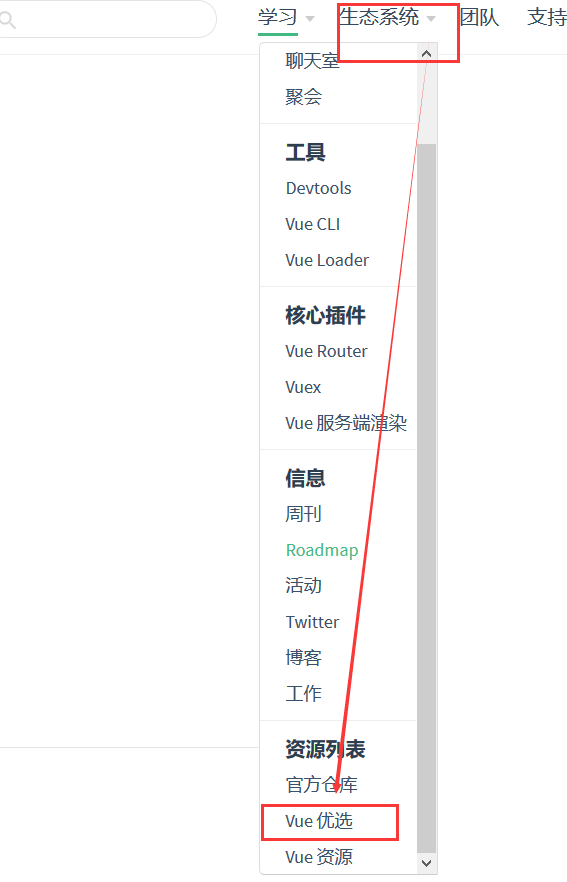 学习 生态系统 团队 支持
聊天室
聚会
工具
Devtools
Vue CLI
Vue Loader
核心插件
Vue Router
Vuex
Vue 服务端渲染
信息
周刊
Roadmap
活动
Twitter
博客
工作
资源列表
官方仓库
Vue 优选
Vue 资源